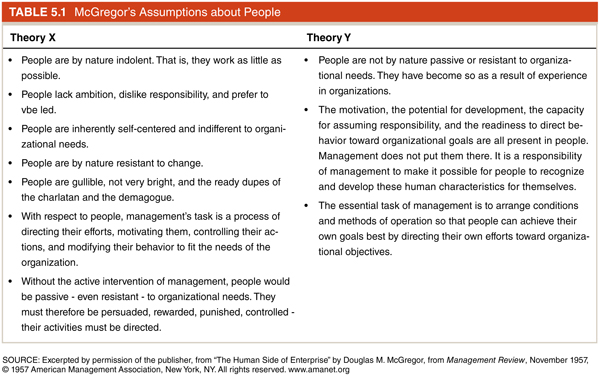 TABLE 5.1 McGregor's Assumptions about People
Theory X
• People are by nature indolent. That is, they work as little as
possible.
• People lack ambition, dislike responsibility, and prefer to
vbe led.
• People are inherently self-centered and indifferent to organi-
zational needs.
• People are by nature resistant to change.
• People are gullible, not very bright, and the ready dupes of
the charlatan and the demagogue.
• With respect to people, management's task is a process of
directing their efforts, motivating them, controlling their ac-
tions, and modifying their behavior to fit the needs of the
organization.
• Without the active intervention of management, people would
be passive - even resistant - to organizational needs. They
must therefore be persuaded, rewarded, punished, controlled -
their activities must be directed.
Theory Y
• People are not by nature passive or resistant to organiza-
tional needs. They have become so as a result of experience
in organizations.
• The motivation, the potential for development, the capacity
for assuming responsibility, and the readiness to direct be-
havior toward organizational goals are all present in people.
Management does not put them there. It is a responsibility
of management to make it possible for people to recognize
and develop these human characteristics for themselves.
• The essential task of management is to arrange conditions
and methods of operation so that people can achieve their
own goals best by directing their own efforts toward organiza-
tional objectives.
SOURCE: Excerpted by permission of the publisher, from "The Human Side of Enterprise" by Douglas M. McGregor, from Management Review, November 1957,
© 1957 American Management Association, New York, NY. All rights reserved. www.amanet.org